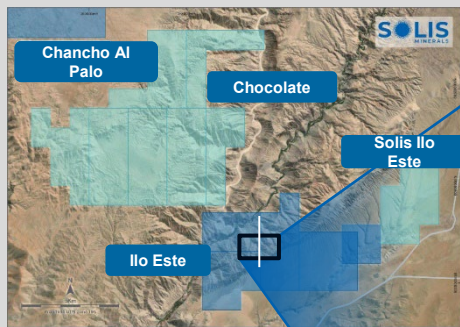 SOLIS
MINERALS
Chancho Al
Palo
Chocolate
Solis Ilo
Este
Ilo Este